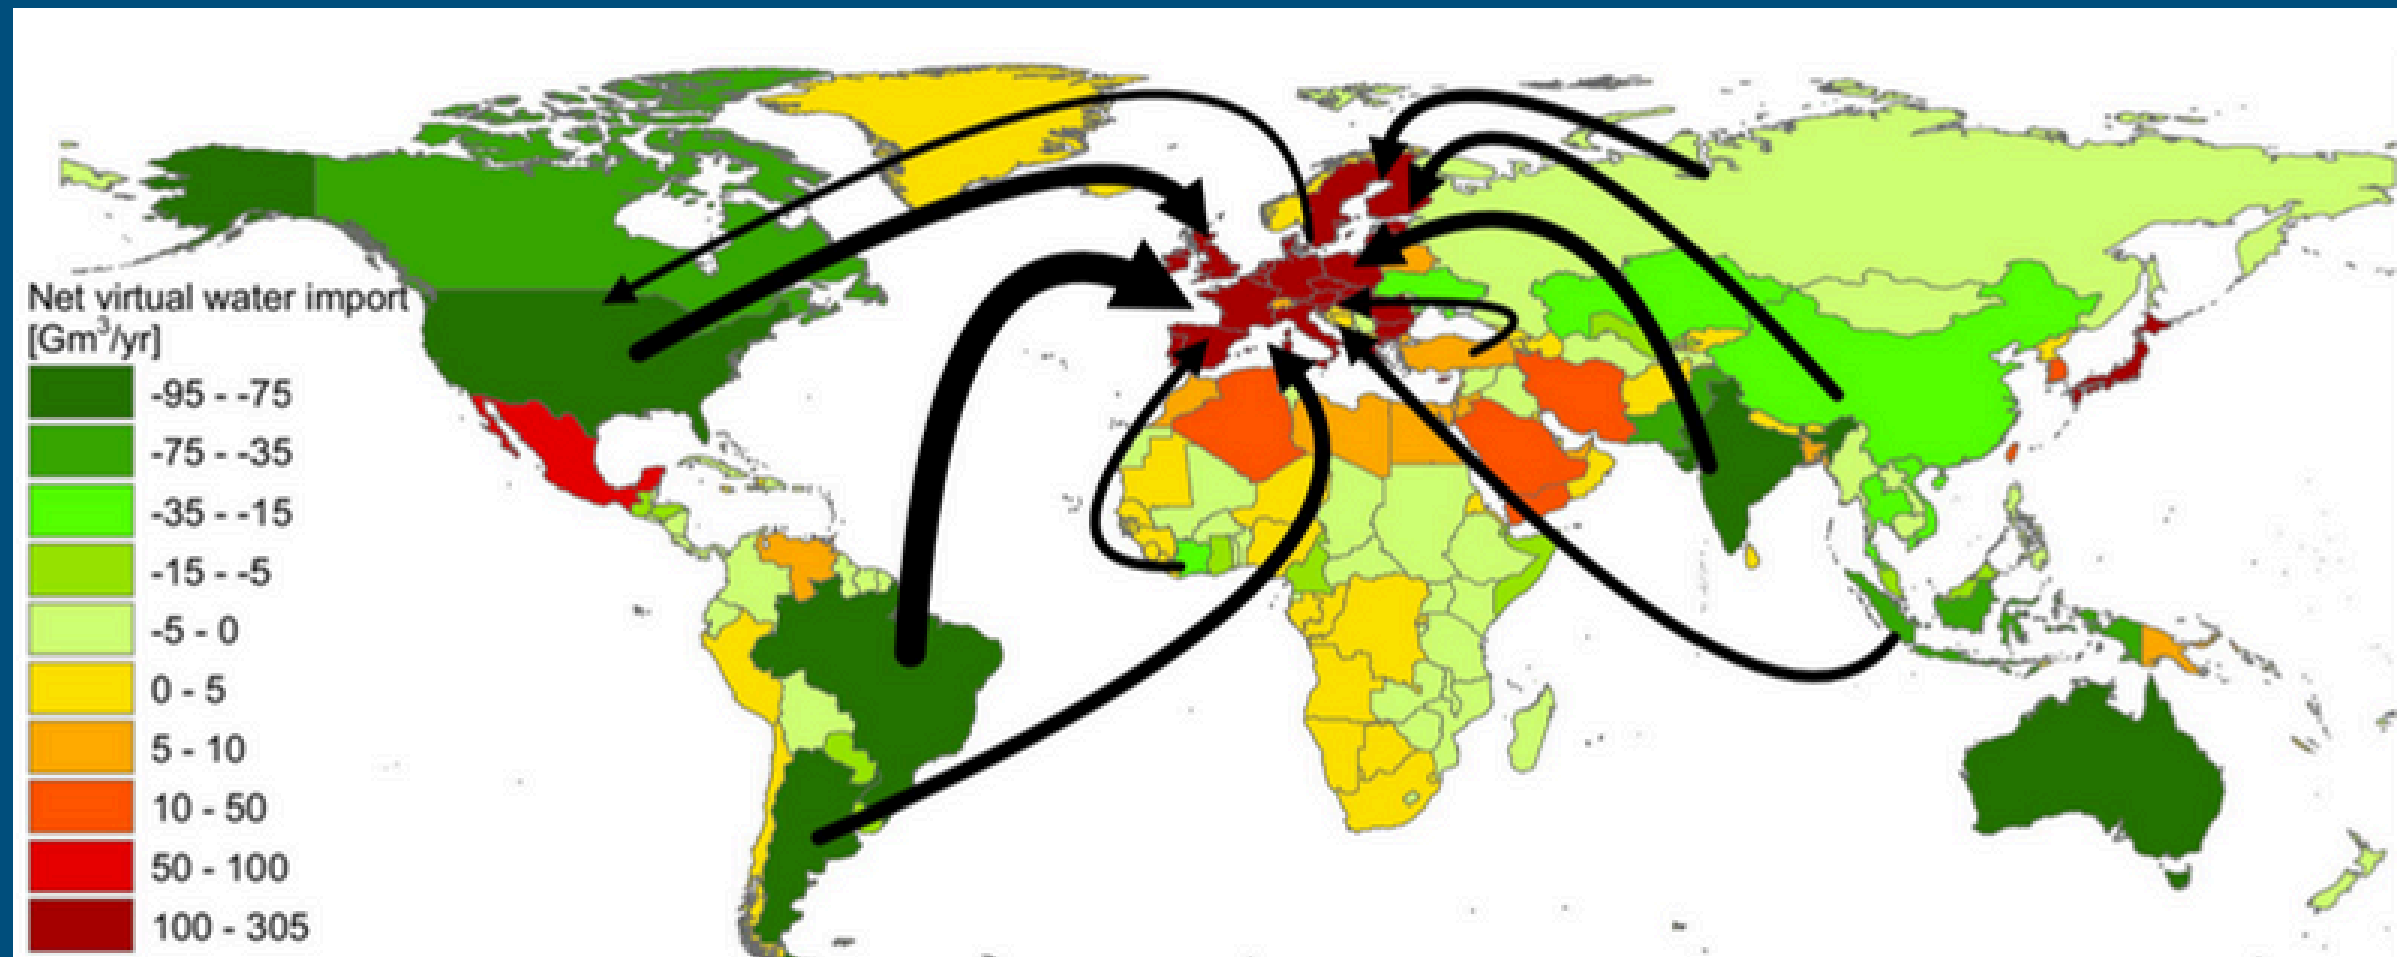 Net virtual water import
[Gm³/yr]
-95 - -75
-75 - -35
-35 - -15
-15 - -5
-5 - 0
0 - 5
5 - 10
10 - 50
50 - 100
100 - 305